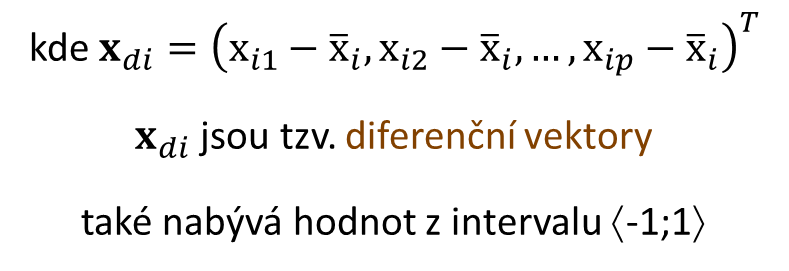 kde 𝐱_{di} = (x_{i1} − x̄_i, x_{i2} − x̄_i, … , x_{ip} − x̄_i)^T
𝐱_{di} jsou tzv. diferenční vektory
také nabývá hodnot z intervalu ⟨-1;1⟩